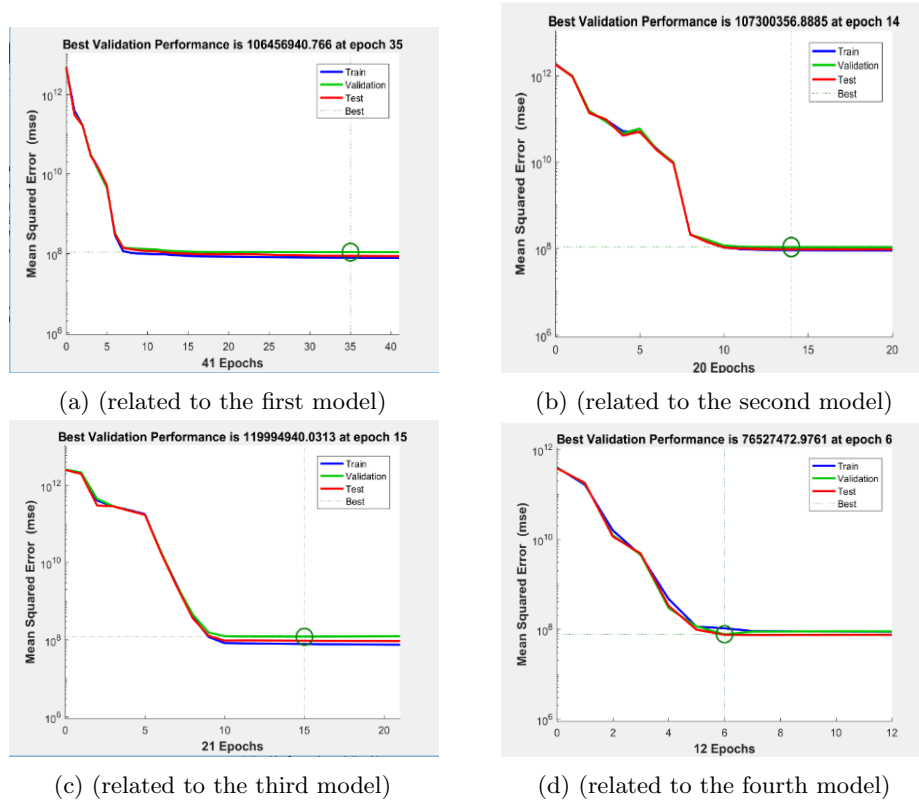 Best Validation Performance is 106456940.766 at epoch 35
Mean Squared Error (mse)
10^12
10^10
10^8
10^6
Train
Validation
Test
Best
0 5 10 15 20 25 30 35 40
41 Epochs
(a) (related to the first model)
Best Validation Performance is 107300356.8885 at epoch 14
Mean Squared Error (mse)
10^12
10^10
10^8
10^6
Train
Validation
Test
Best
0 5 10 15 20
20 Epochs
(b) (related to the second model)
Best Validation Performance is 119994940.0313 at epoch 15
Mean Squared Error (mse)
10^12
10^10
10^8
10^6
Train
Validation
Test
Best
0 5 10 15 20
21 Epochs
(c) (related to the third model)
Best Validation Performance is 76527472.9761 at epoch 6
Mean Squared Error (mse)
10^12
10^10
10^8
10^6
Train
Validation
Test
Best
0 2 4 6 8 10 12
12 Epochs
(d) (related to the fourth model)